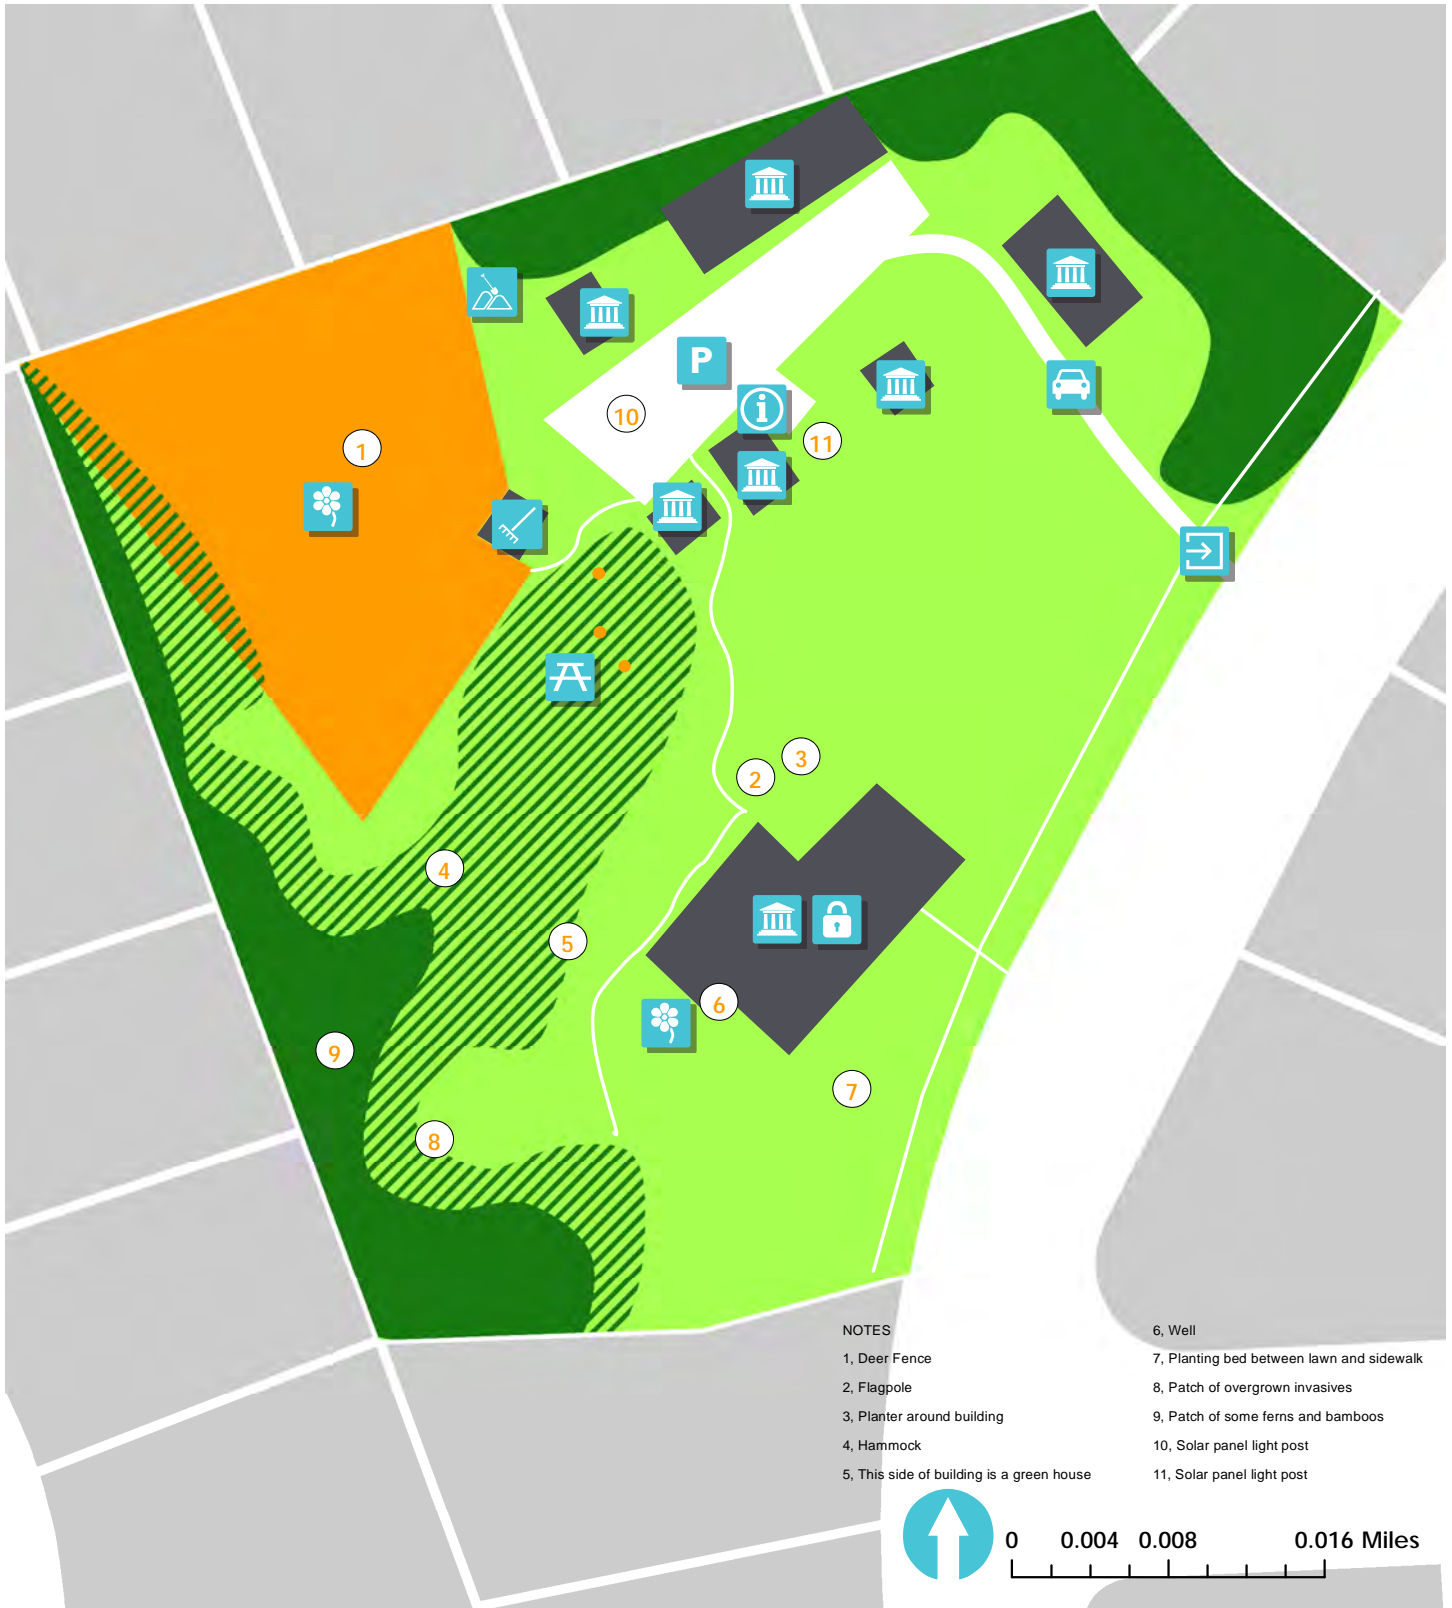 P
10
11
1
3
2
4
5
6
9
7
8
NOTES
1, Deer Fence
2, Flagpole
3, Planter around building
4, Hammock
5, This side of building is a green house
6, Well
7, Planting bed between lawn and sidewalk
8, Patch of overgrown invasives
9, Patch of some ferns and bamboos
10, Solar panel light post
11, Solar panel light post
0 0.004 0.008 0.016 Miles